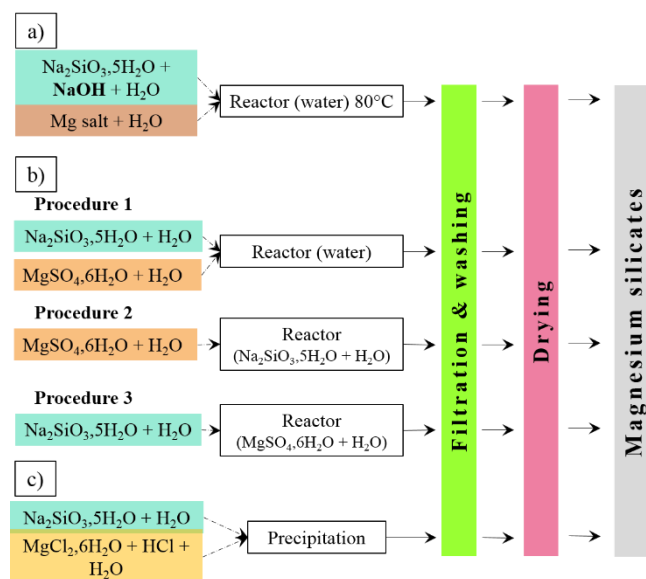 a)
Na₂SiO₃,5H₂O +
NaOH + H₂O
Mg salt + H₂O
Reactor (water) 80°C
b)
Procedure 1
Na₂SiO₃,5H₂O + H₂O
MgSO₄,6H₂O + H₂O
Reactor (water)
Procedure 2
MgSO₄,6H₂O + H₂O
Reactor
(Na₂SiO₃,5H₂O + H₂O)
Procedure 3
Na₂SiO₃,5H₂O + H₂O
Reactor
(MgSO₄,6H₂O + H₂O)
c)
Na₂SiO₃,5H₂O + H₂O
MgCl₂,6H₂O + HCl +
H₂O
Precipitation
Filtration & washing
Drying
Magnesium silicates